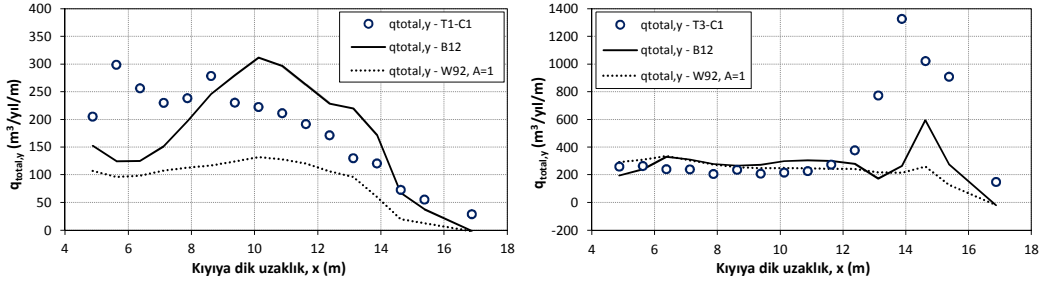 400
350
300
250
200
150
100
50
0
q_total,y (m³/yıl/m)
4 6 8 10 12 14 16 18
Kıyıya dik uzaklık, x (m)
qtotal,y - T1-C1
qtotal,y - B12
qtotal,y - W92, A=1
1400
1200
1000
800
600
400
200
0
-200
q_total,y (m³/yıl/m)
4 6 8 10 12 14 16 18
Kıyıya dik uzaklık, x (m)
qtotal,y - T3-C1
qtotal,y - B12
qtotal,y - W92, A=1